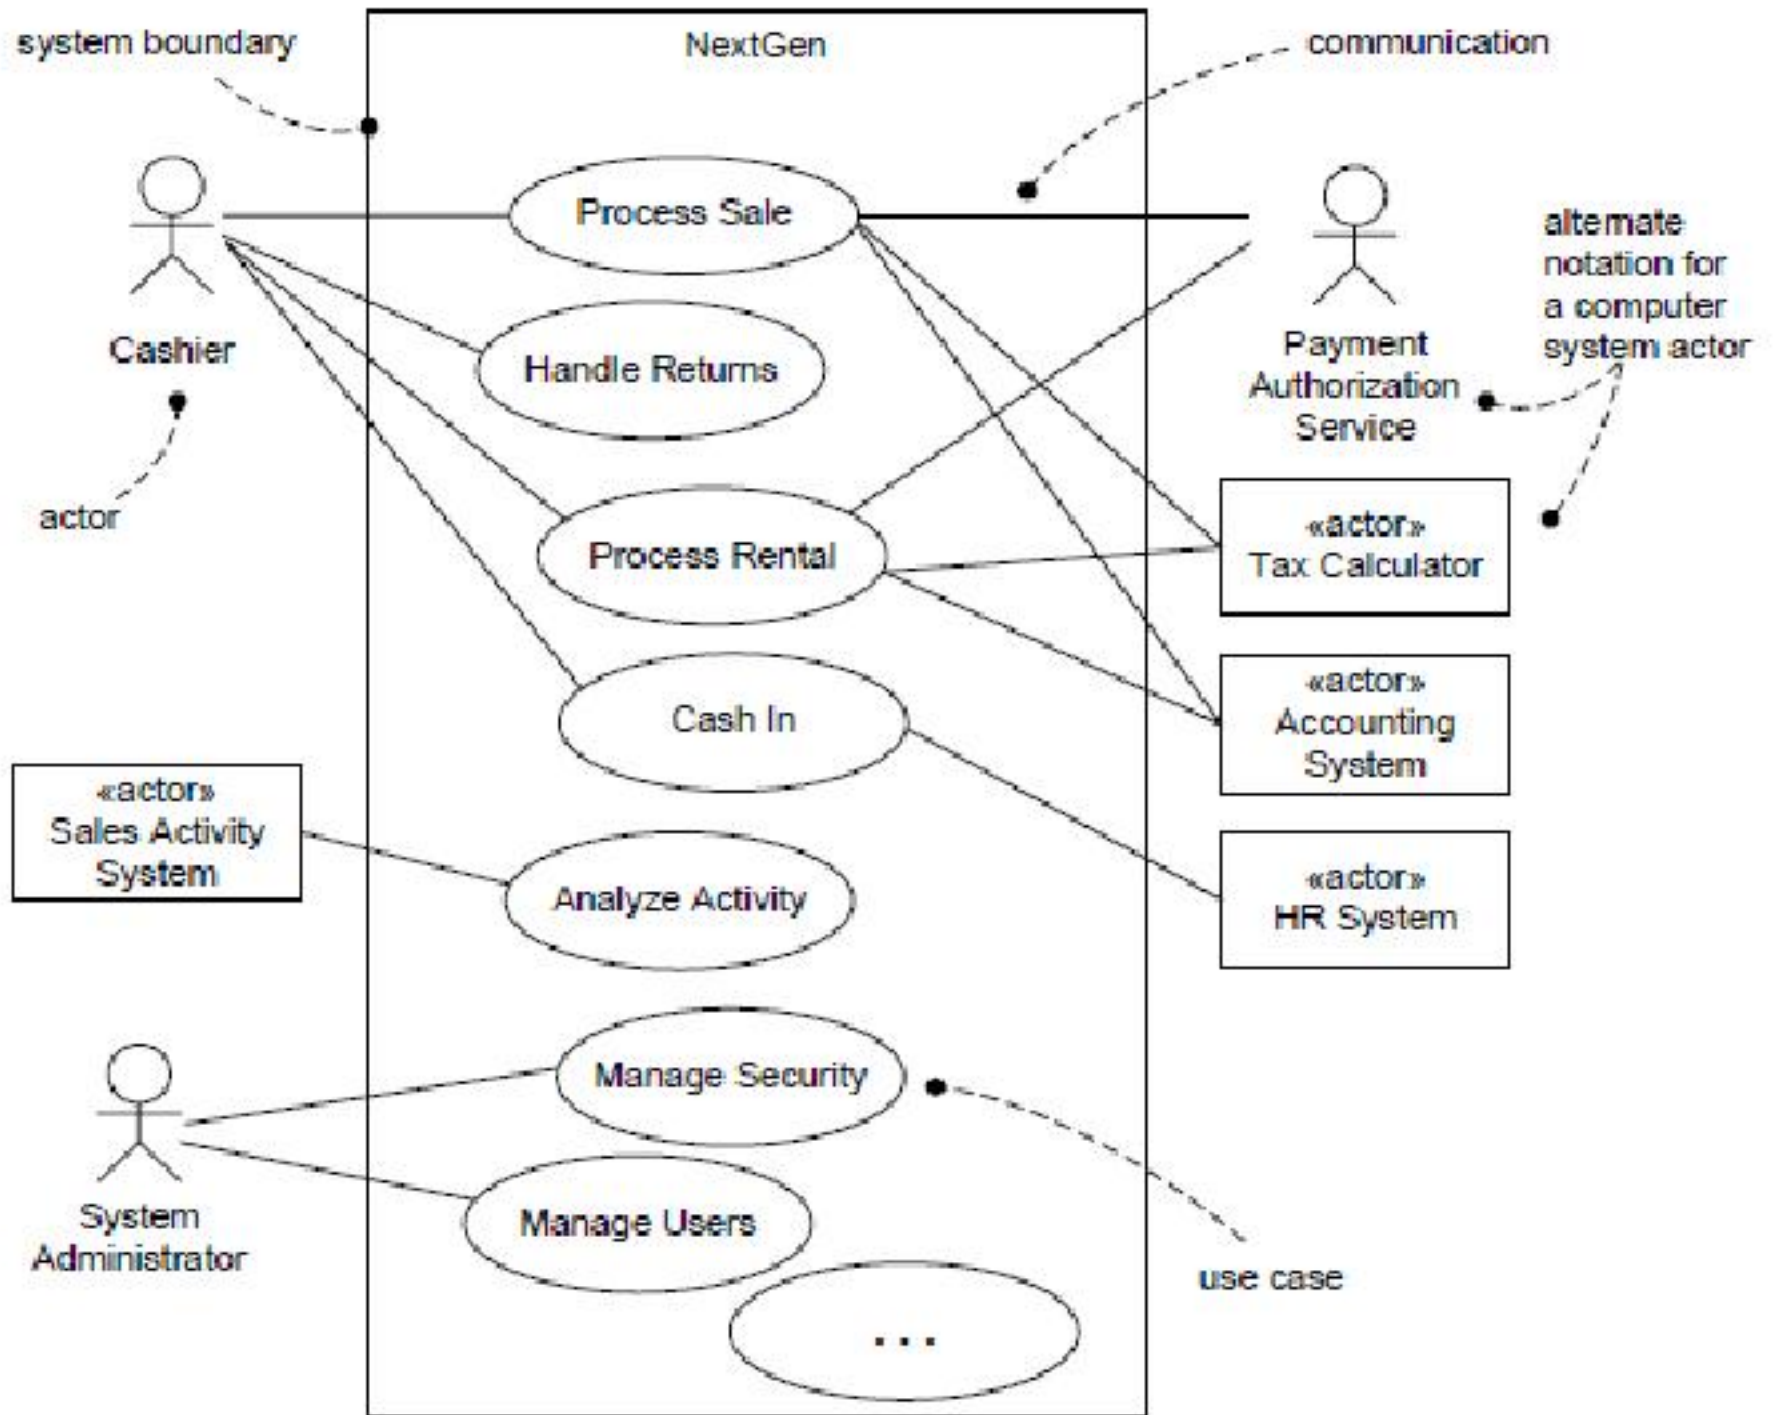 system boundary
NextGen
communication
Process Sale
alternate
notation for
a computer
system actor
Cashier
Handle Returns
Payment
Authorization
Service
actor
Process Rental
«actor»
Tax Calculator
Cash In
«actor»
Accounting
System
«actor»
Sales Activity
System
Analyze Activity
«actor»
HR System
Manage Security
System
Administrator
Manage Users
use case
...